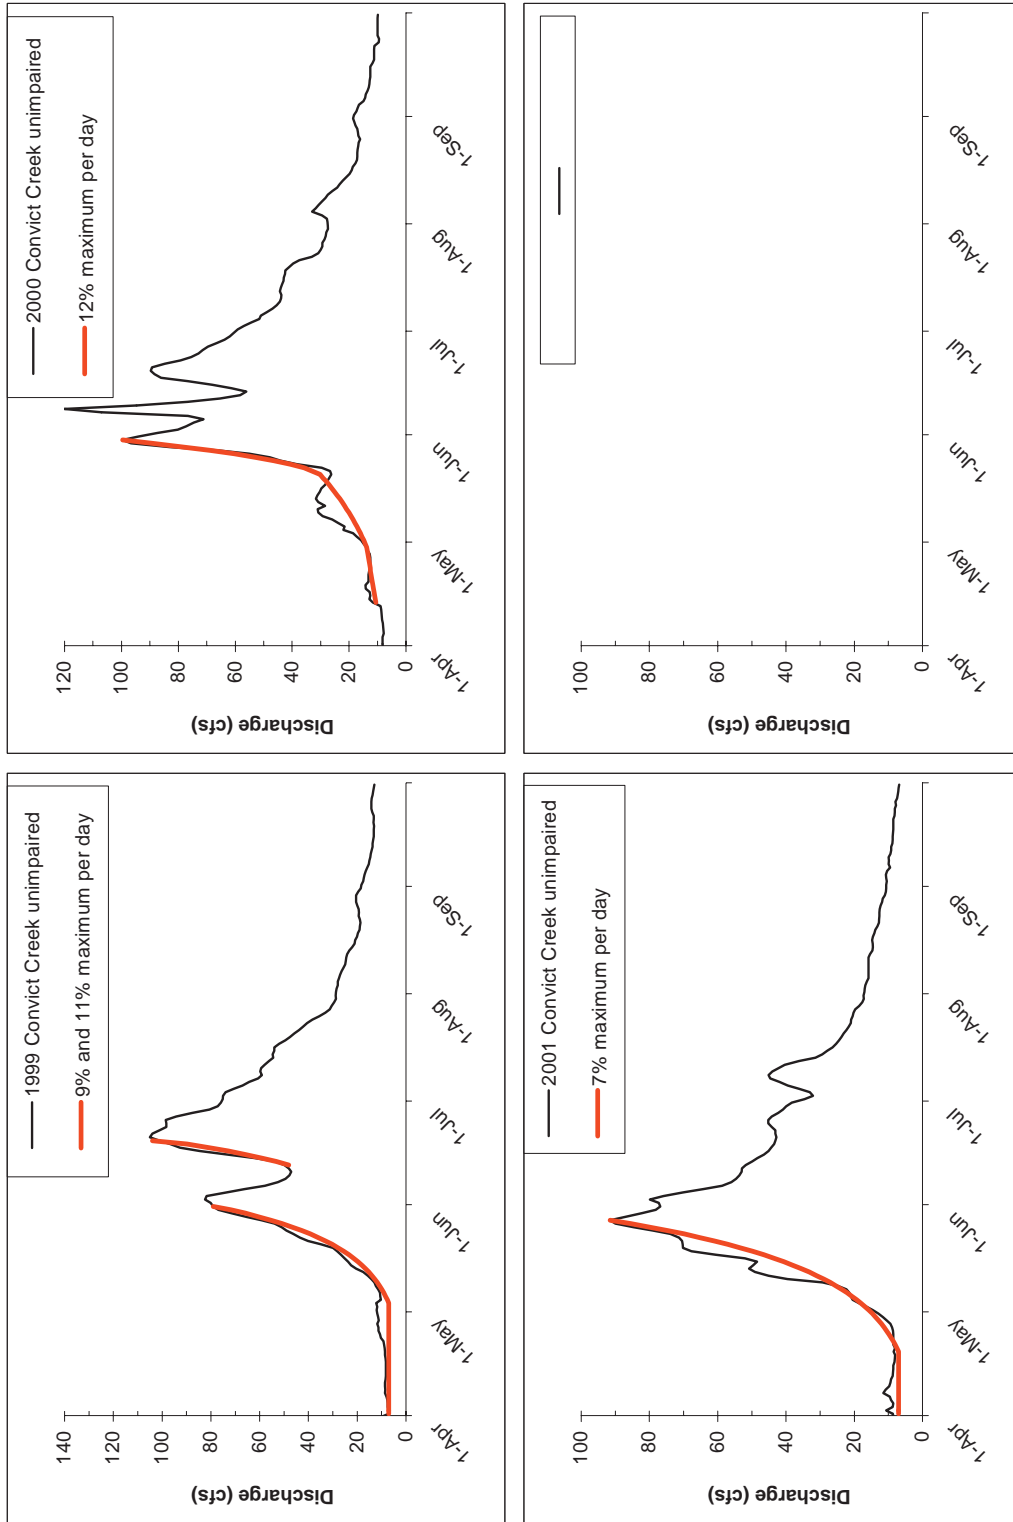 1999 Convict Creek unimpaired
9% and 11% maximum per day
Discharge (cfs)
140
120
100
80
60
40
20
0
1-Apr
1-May
1-Jun
1-Jul
1-Aug
1-Sep
2000 Convict Creek unimpaired
12% maximum per day
Discharge (cfs)
120
100
80
60
40
20
0
1-Apr
1-May
1-Jun
1-Jul
1-Aug
1-Sep
2001 Convict Creek unimpaired
7% maximum per day
Discharge (cfs)
100
80
60
40
20
0
1-Apr
1-May
1-Jun
1-Jul
1-Aug
1-Sep
Discharge (cfs)
100
80
60
40
20
0
1-Apr
1-May
1-Jun
1-Jul
1-Aug
1-Sep